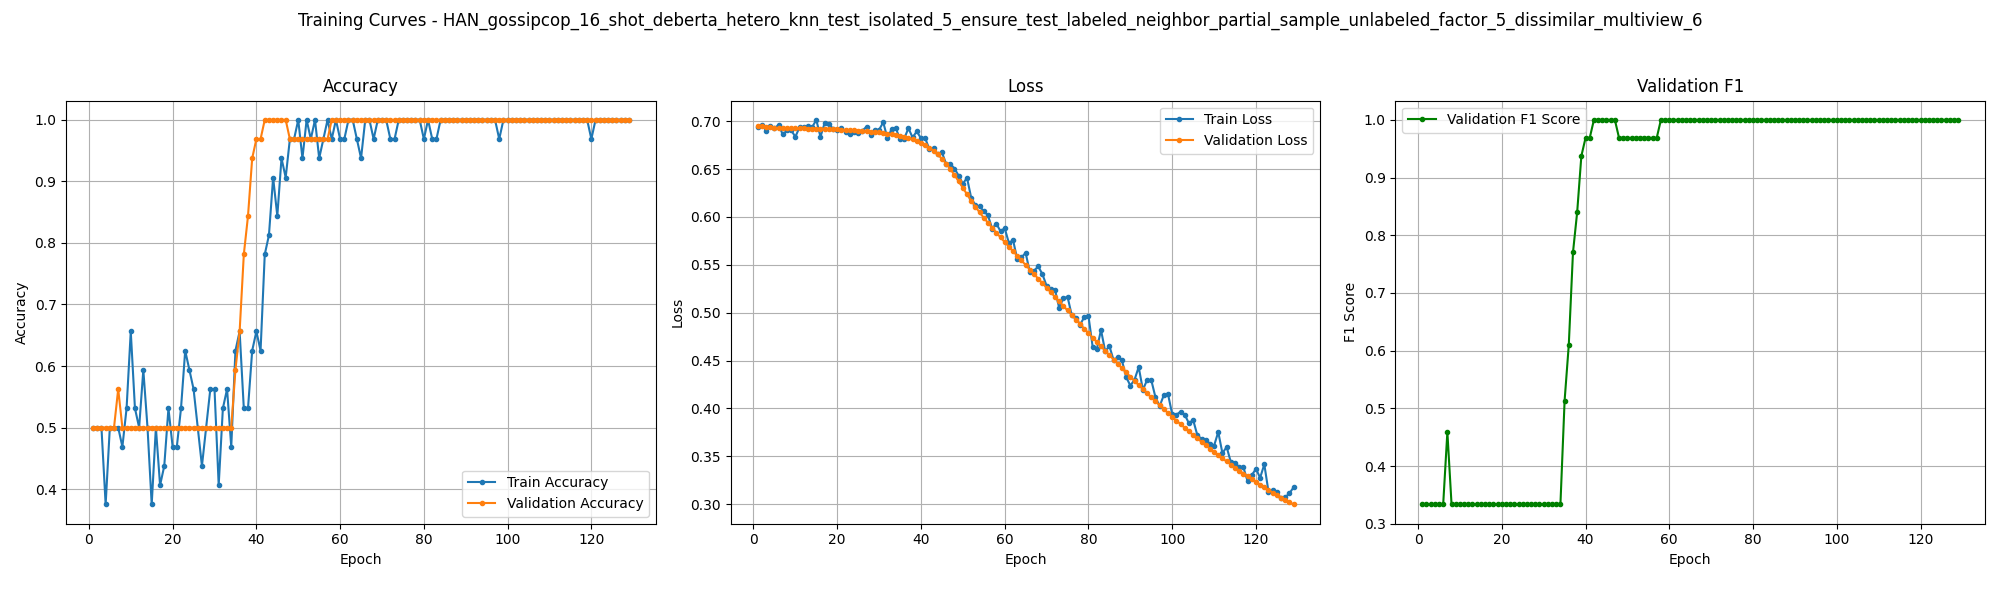 Training Curves - HAN_gossipcop_16_shot_deberta_hetero_knn_test_isolated_5_ensure_test_labeled_neighbor_partial_sample_unlabeled_factor_5_dissimilar_multiview_6
Accuracy
1.0
0.9
0.8
0.7
0.6
0.5
0.4
Accuracy
Train Accuracy
Validation Accuracy
0 20 40 60 80 100 120
Epoch
Loss
0.70
0.65
0.60
0.55
0.50
0.45
0.40
0.35
0.30
Loss
Train Loss
Validation Loss
0 20 40 60 80 100 120
Epoch
Validation F1
1.0
0.9
0.8
0.7
0.6
0.5
0.4
0.3
F1 Score
Validation F1 Score
0 20 40 60 80 100 120
Epoch